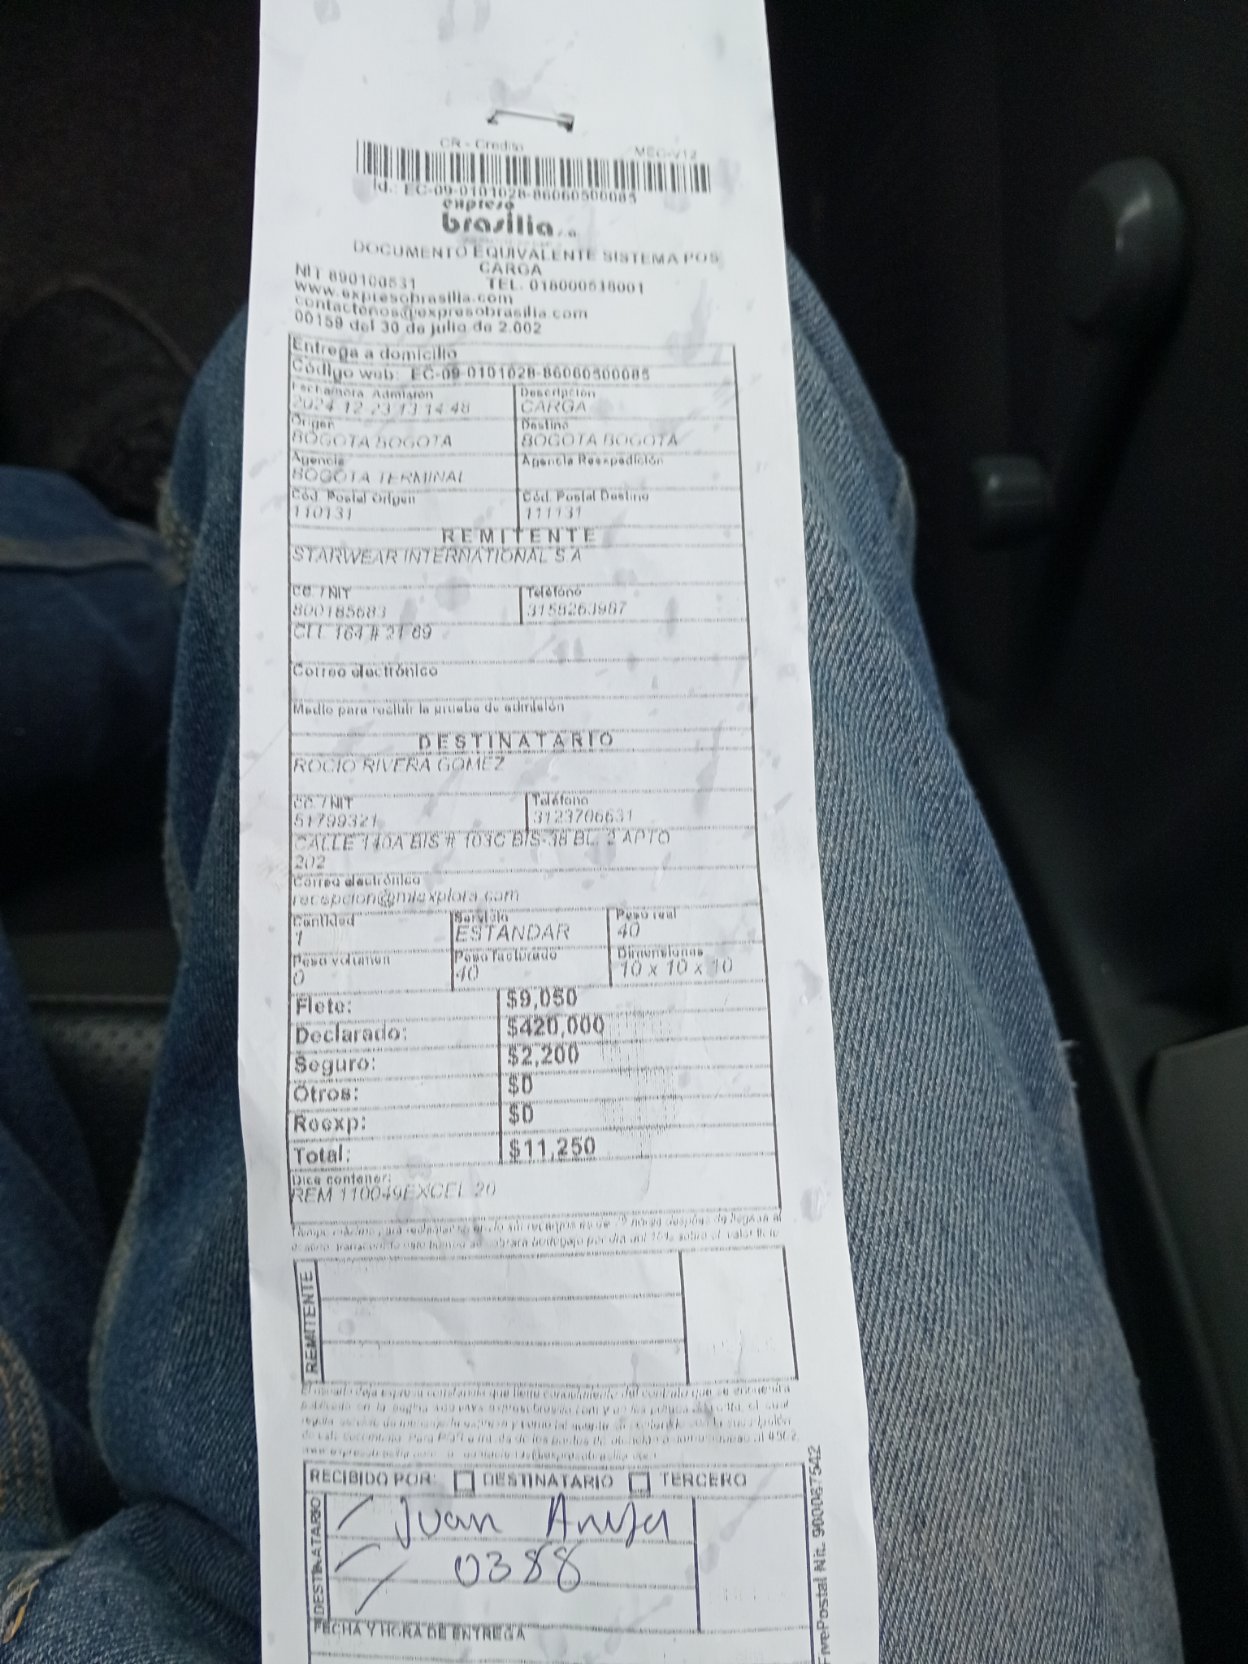 CR - Credito MEC-V12
Id.: EC-09-0101028-86060500085
expreso
brasilia s.a
DOCUMENTO EQUIVALENTE SISTEMA POS
CARGA
NIT 890100531 TEL. 018000518001
www.expresobrasilia.com
contactenos@expresobrasilia.com
00159 del 30 de julio de 2.002
Entrega a domicilio
Código web: EC-09-0101028-86060500085
Fecha/Hora Admisión Descripción
2024-12-23 13:14:48 CARGA
Origen Destino
BOGOTA BOGOTA BOGOTA BOGOTA
Agencia Agencia Reexpedición
BOGOTA TERMINAL
Cód. Postal Origen Cód. Postal Destino
110131 111131
REMITENTE
STARWEAR INTERNATIONAL S.A
CC. / NIT Teléfono
800185683 3158263987
CLL 164 # 21 69
Correo electrónico
Medio para recibir la prueba de admisión
DESTINATARIO
ROCIO RIVERA GOMEZ
CC. / NIT Teléfono
51799321 3123706631
CALLE 140A BIS # 103C BIS-38 BL. 2 APTO
202
Correo electrónico
recepcion@miexplora.com
Cantidad Servicio Peso real
1 ESTANDAR 40
Peso volumen Peso facturado Dimensiones
0 40 10 x 10 x 10
Flete: $9,050
Declarado: $420,000
Seguro: $2,200
Otros: $0
Reexp: $0
Total: $11,250
Dice contener:
REM 110049EXCEL 20
REMITENTE
RECIBIDO POR: DESTINATARIO TERCERO
DESTINATARIO
Juan
0388
FECHA Y HORA DE ENTREGA
FivePostal Nit. 900087542